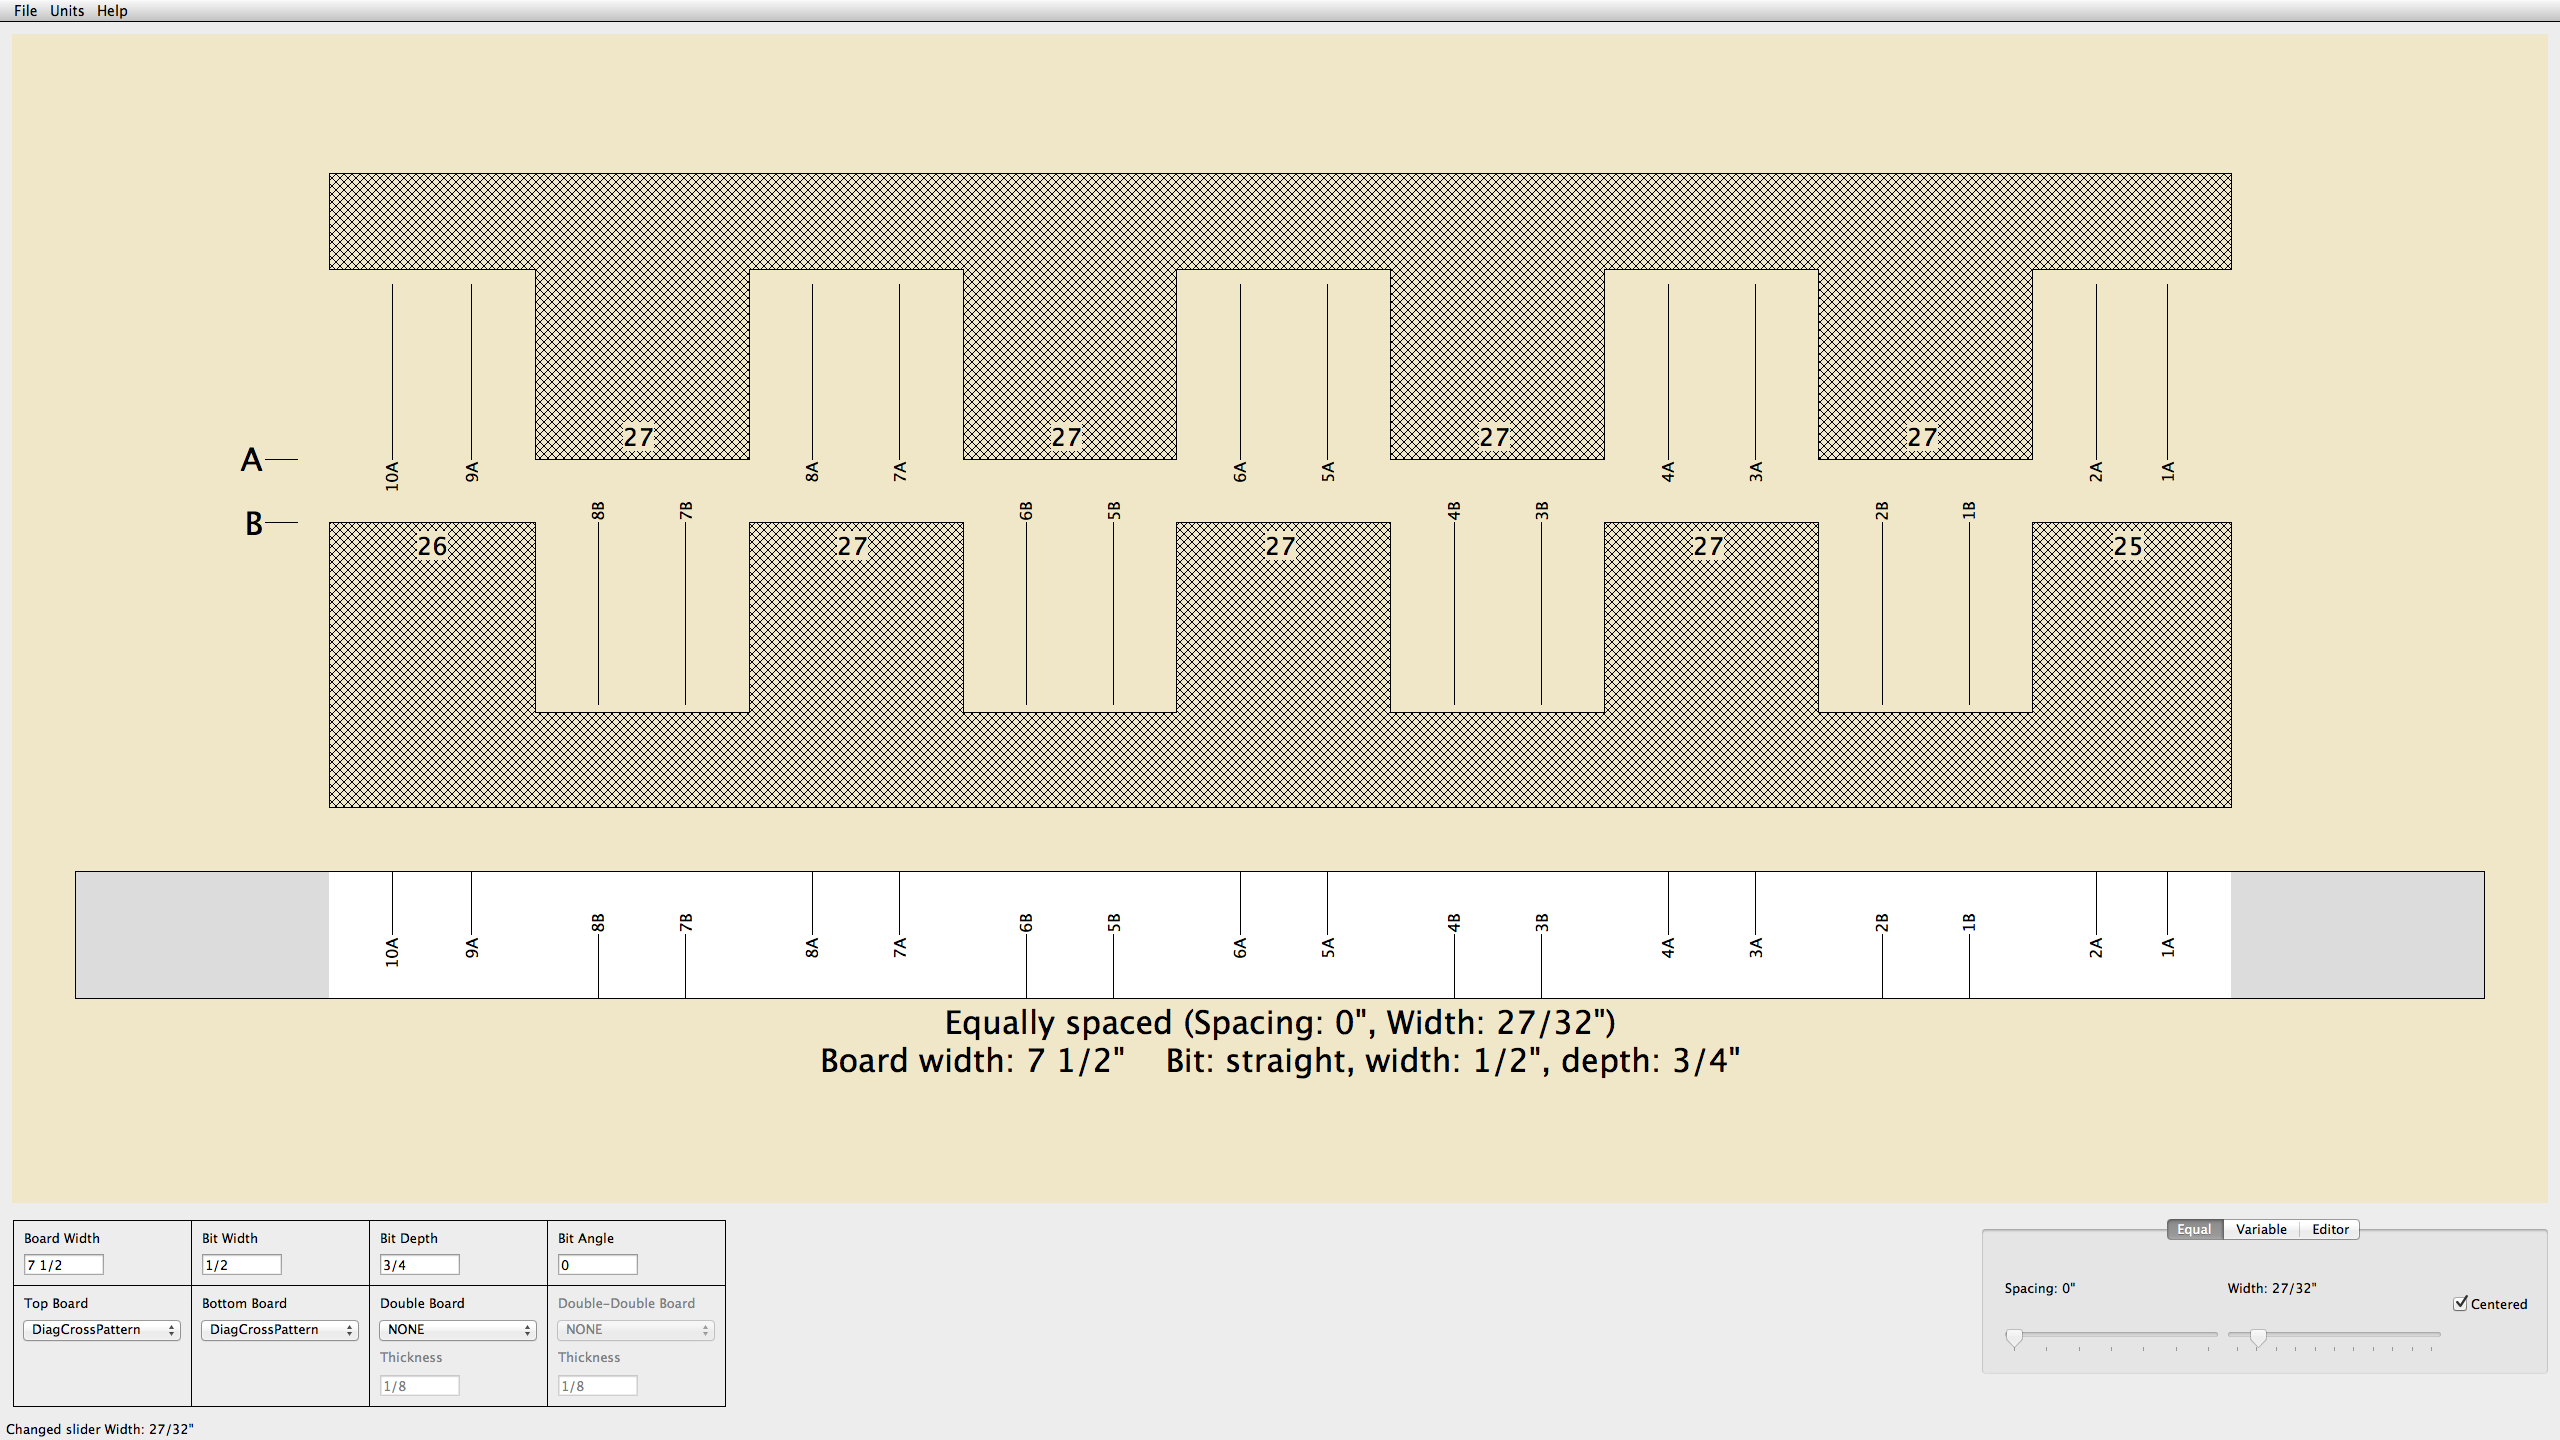 File Units Help
27 27 27 27
A
10A 9A 8A 7A 6A 5A 4A 3A 2A 1A
8B 7B 6B 5B 4B 3B 2B 1B
B
26 27 27 27 25
8B 7B 6B 5B 4B 3B 2B 1B
10A 9A 8A 7A 6A 5A 4A 3A 2A 1A
Equally spaced (Spacing: 0", Width: 27/32")
Board width: 7 1/2" Bit: straight, width: 1/2", depth: 3/4"
Board Width Bit Width Bit Depth Bit Angle
7 1/2 1/2 3/4 0
Top Board Bottom Board Double Board Double-Double Board
DiagCrossPattern DiagCrossPattern NONE NONE
Thickness Thickness
1/8 1/8
Equal Variable Editor
Spacing: 0" Width: 27/32"
Centered
Changed slider Width: 27/32"